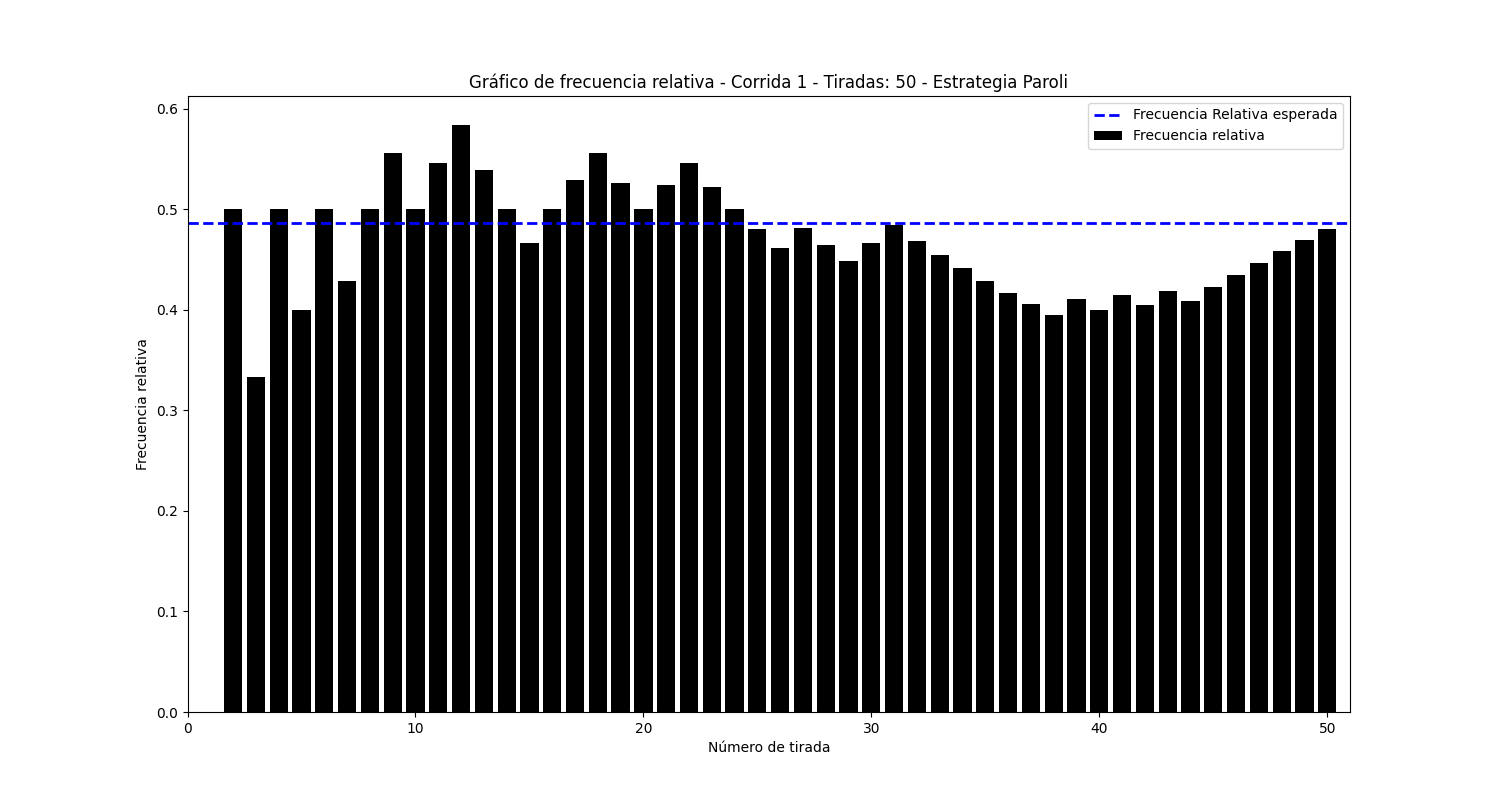 Gráfico de frecuencia relativa - Corrida 1 - Tiradas: 50 - Estrategia Paroli
Frecuencia Relativa esperada
Frecuencia relativa
Frecuencia relativa
0.6
0.5
0.4
0.3
0.2
0.1
0.0
0 10 20 30 40 50
Número de tirada